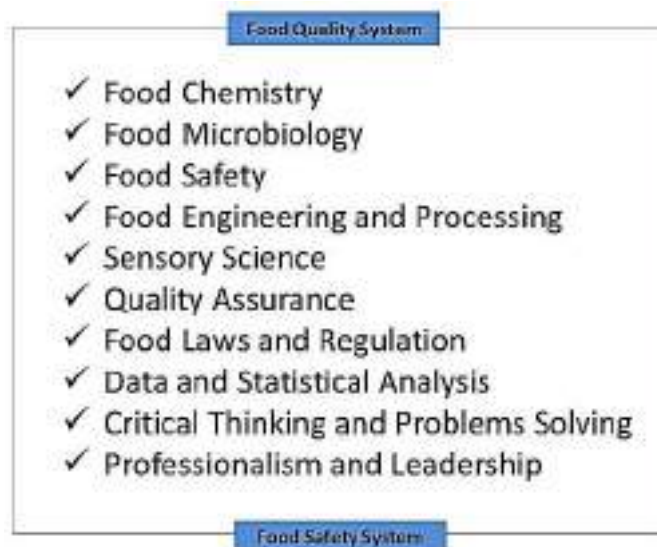 Food Quality System
✓ Food Chemistry
✓ Food Microbiology
✓ Food Safety
✓ Food Engineering and Processing
✓ Sensory Science
✓ Quality Assurance
✓ Food Laws and Regulation
✓ Data and Statistical Analysis
✓ Critical Thinking and Problems Solving
✓ Professionalism and Leadership
Food Safety System